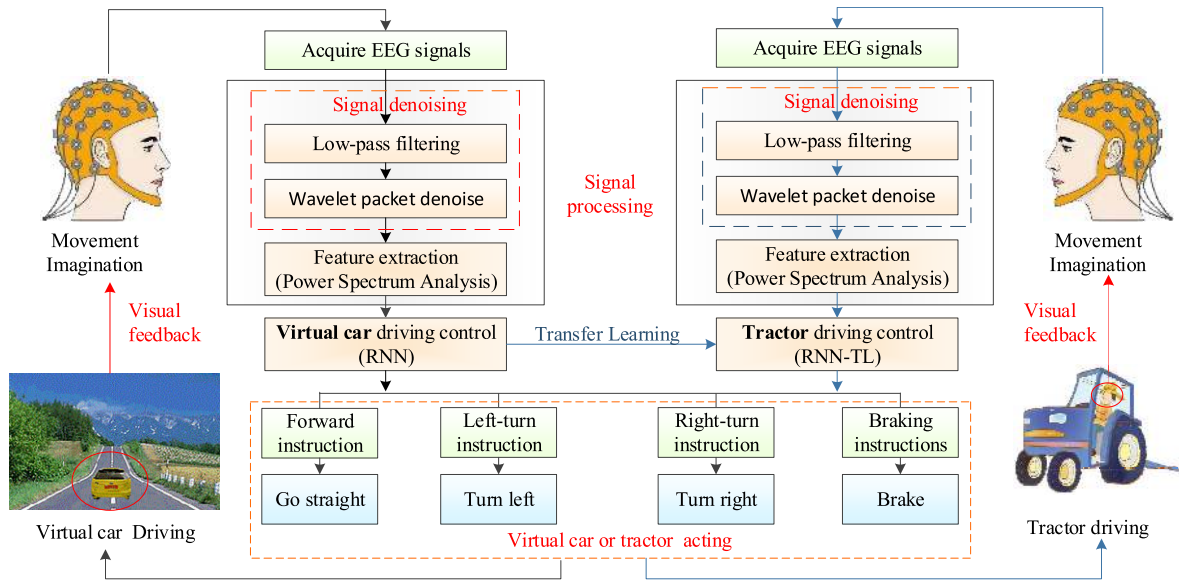 Acquire EEG signals
Acquire EEG signals
Signal denoising
Low-pass filtering
Wavelet packet denoise
Feature extraction
(Power Spectrum Analysis)
Signal
processing
Signal denoising
Low-pass filtering
Wavelet packet denoise
Feature extraction
(Power Spectrum Analysis)
Movement
Imagination
Movement
Imagination
Visual
feedback
Visual
feedback
Virtual car driving control
(RNN)
Transfer Learning
Tractor driving control
(RNN-TL)
Forward
instruction
Left-turn
instruction
Right-turn
instruction
Braking
instructions
Go straight
Turn left
Turn right
Brake
Virtual car or tractor acting
Virtual car Driving
Tractor driving